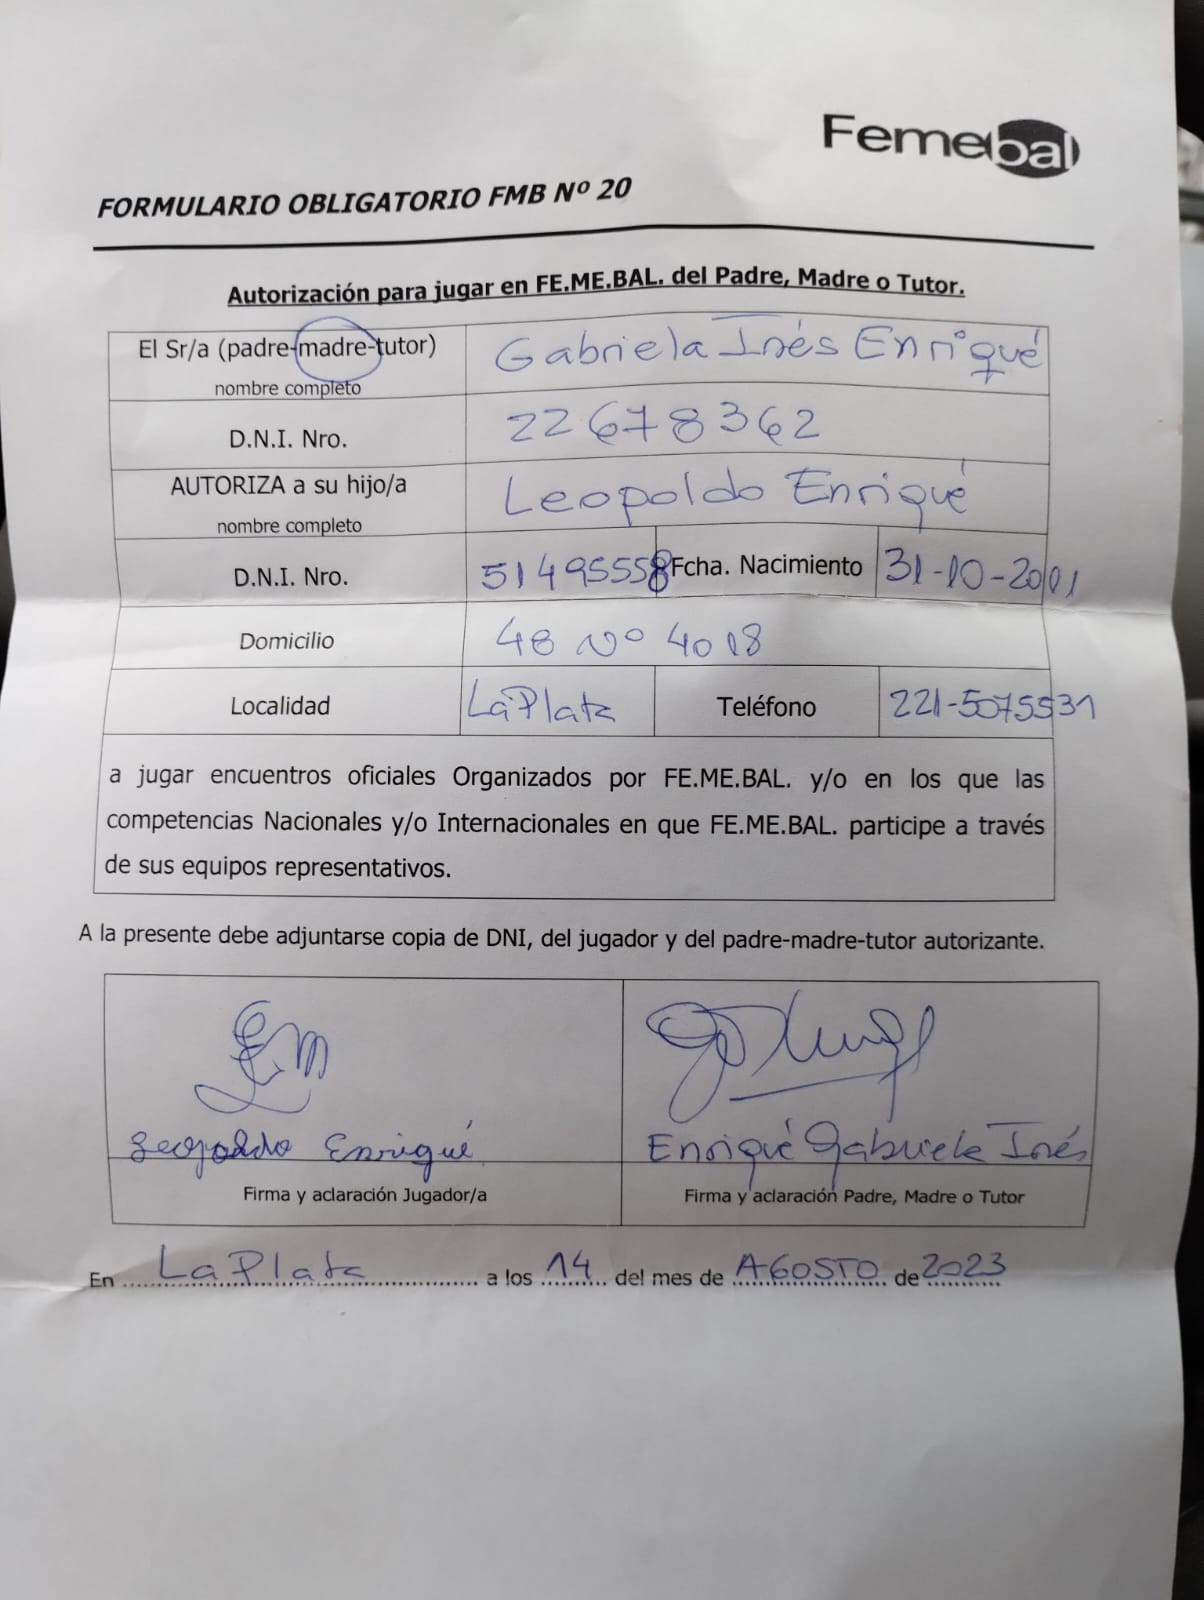 Femebal
FORMULARIO OBLIGATORIO FMB Nº 20
Autorización para jugar en FE.ME.BAL. del Padre, Madre o Tutor.
El Sr/a (padre-madre-tutor) Gabriela Inés Enriqué
nombre completo
D.N.I. Nro. 22678362
AUTORIZA a su hijo/a Leopoldo Enriqué
nombre completo
D.N.I. Nro. 51495558 Fcha. Nacimiento 31-10-2011
Domicilio 48 Nº 4018
Localidad La Plata Teléfono 221-5075531
a jugar encuentros oficiales Organizados por FE.ME.BAL. y/o en los que las
competencias Nacionales y/o Internacionales en que FE.ME.BAL. participe a través
de sus equipos representativos.
A la presente debe adjuntarse copia de DNI, del jugador y del padre-madre-tutor autorizante.
Leopoldo Enriqué Enriqué Gabriela Inés
Firma y aclaración Jugador/a Firma y aclaración Padre, Madre o Tutor
En La Plata a los 14 del mes de AGOSTO de 2023